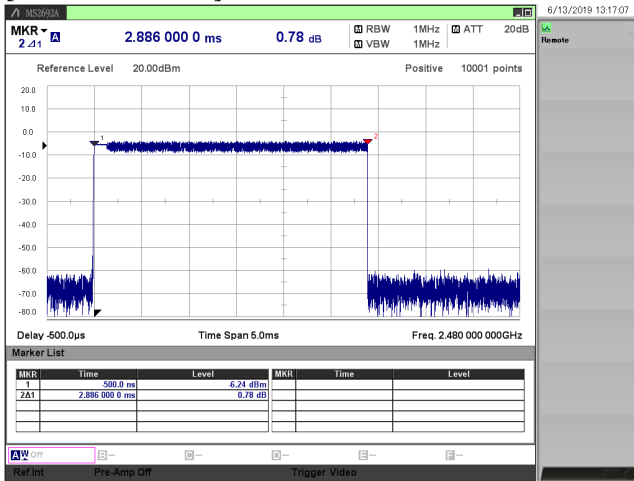 MS2692A
6/13/2019 13:17:07
MKR
2Δ1
2.886 000 0 ms
0.78 dB
RBW 1MHz
VBW 1MHz
ATT 20dB
Remote
Reference Level 20.00dBm
Positive 10001 points
20.0
10.0
0.0
-10.0
-20.0
-30.0
-40.0
-50.0
-60.0
-70.0
-80.0
1
2
Delay -500.0µs
Time Span 5.0ms
Freq. 2.480 000 000GHz
Marker List
MKR Time Level MKR Time Level
1 -500.0 ns -6.24 dBm
2Δ1 2.886 000 0 ms 0.78 dB
A W Off B-- C-- D-- E-- F--
Ref.Int Pre-Amp Off Trigger Video